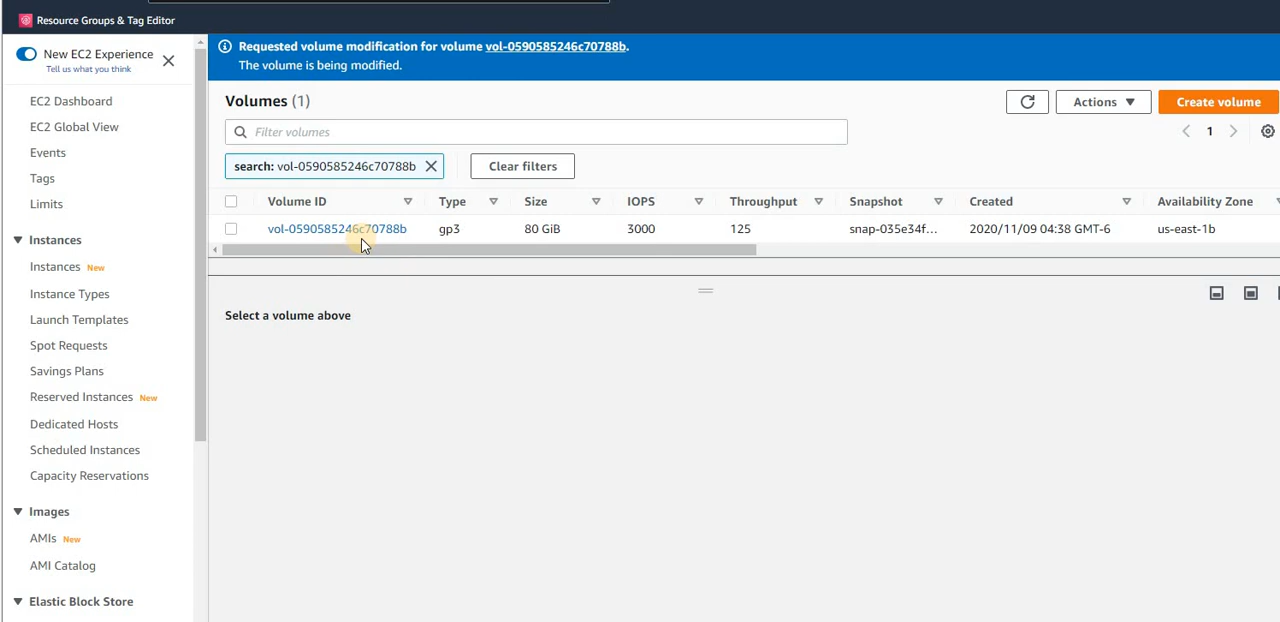 Resource Groups & Tag Editor
New EC2 Experience
Tell us what you think
EC2 Dashboard
EC2 Global View
Events
Tags
Limits
Instances
Instances New
Instance Types
Launch Templates
Spot Requests
Savings Plans
Reserved Instances New
Dedicated Hosts
Scheduled Instances
Capacity Reservations
Images
AMIs New
AMI Catalog
Elastic Block Store
Requested volume modification for volume vol-0590585246c70788b.
The volume is being modified.
Volumes (1)
Actions
Create volume
Filter volumes
1
search: vol-0590585246c70788b
Clear filters
Volume ID Type Size IOPS Throughput Snapshot Created Availability Zone
vol-0590585246c70788b gp3 80 GiB 3000 125 snap-035e34f... 2020/11/09 04:38 GMT-6 us-east-1b
Select a volume above